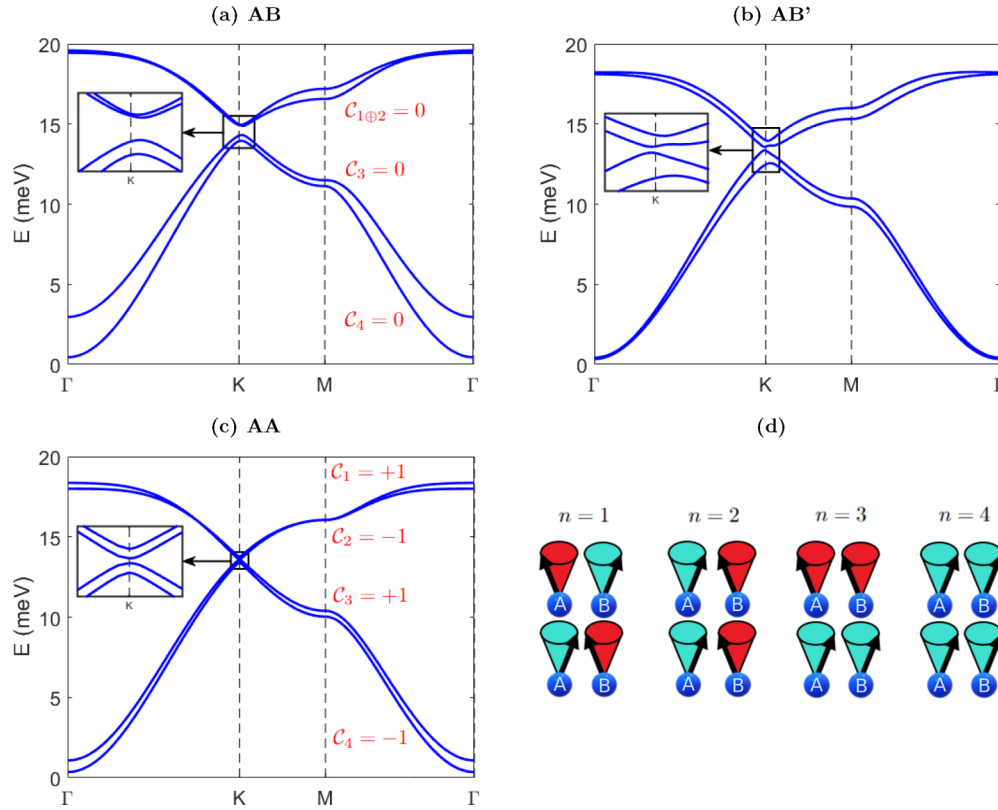 (a) AB
E (meV)
20
15
10
5
0
Γ
K
M
Γ
K
𝒞₁⊕₂ = 0
𝒞₃ = 0
𝒞₄ = 0
(b) AB'
E (meV)
20
15
10
5
0
Γ
K
M
Γ
K
(c) AA
E (meV)
20
15
10
5
0
Γ
K
M
Γ
K
𝒞₁ = +1
𝒞₂ = −1
𝒞₃ = +1
𝒞₄ = −1
(d)
n = 1 n = 2 n = 3 n = 4
A B A B A B A B
A B A B A B A B